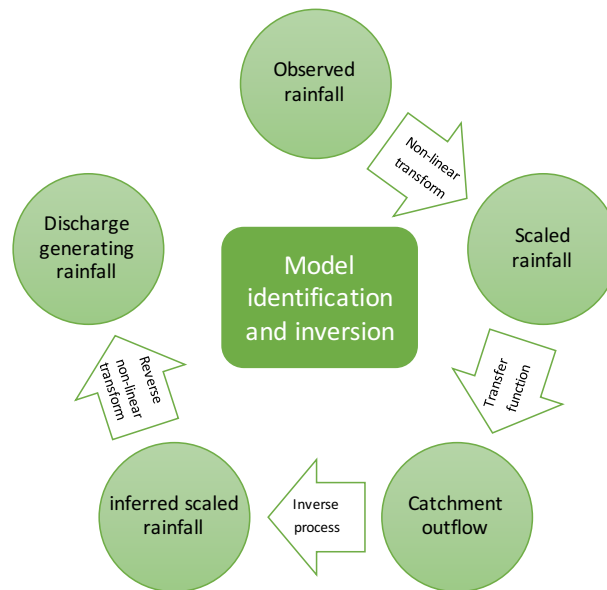 Observed
rainfall
Non-linear
transform
Scaled
rainfall
Transfer
function
Catchment
outflow
Inverse
process
inferred scaled
rainfall
Reverse
non-linear
transform
Discharge
generating
rainfall
Model
identification
and inversion